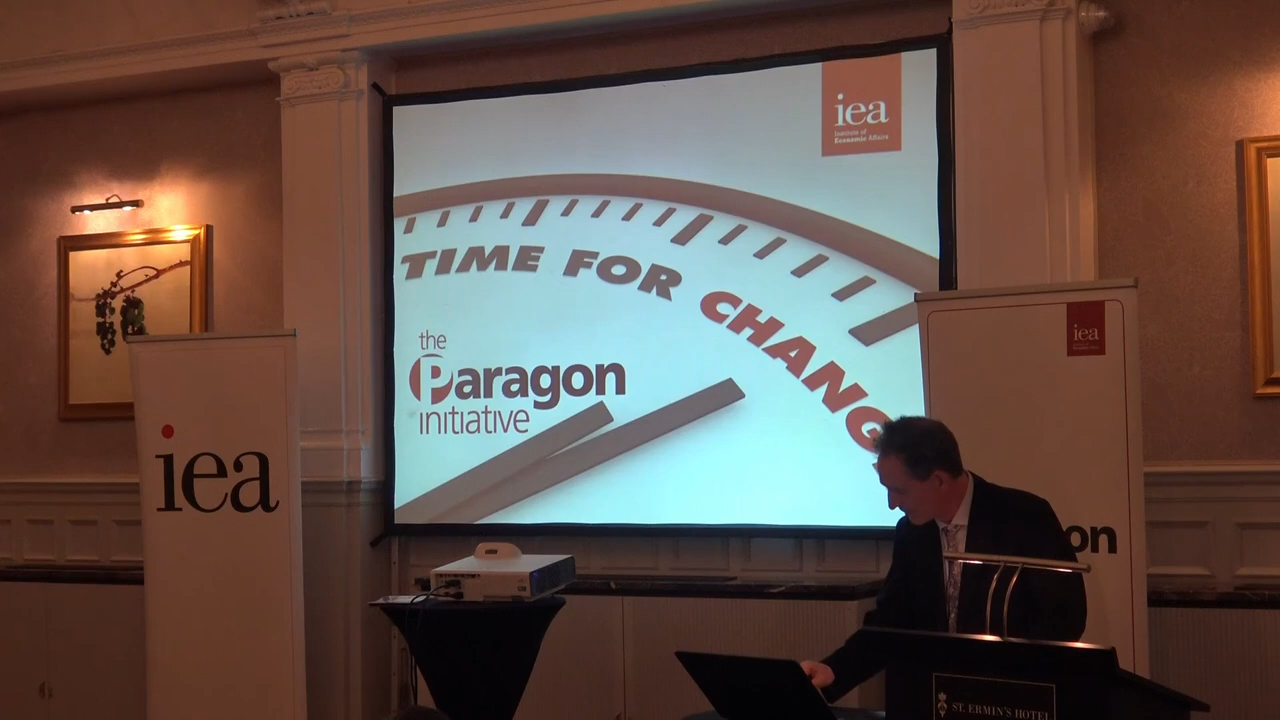 iea
Institute of
Economic Affairs
TIME FOR CHANG
the
Paragon
initiative
iea
iea
on
ST. ERMIN'S HOTEL